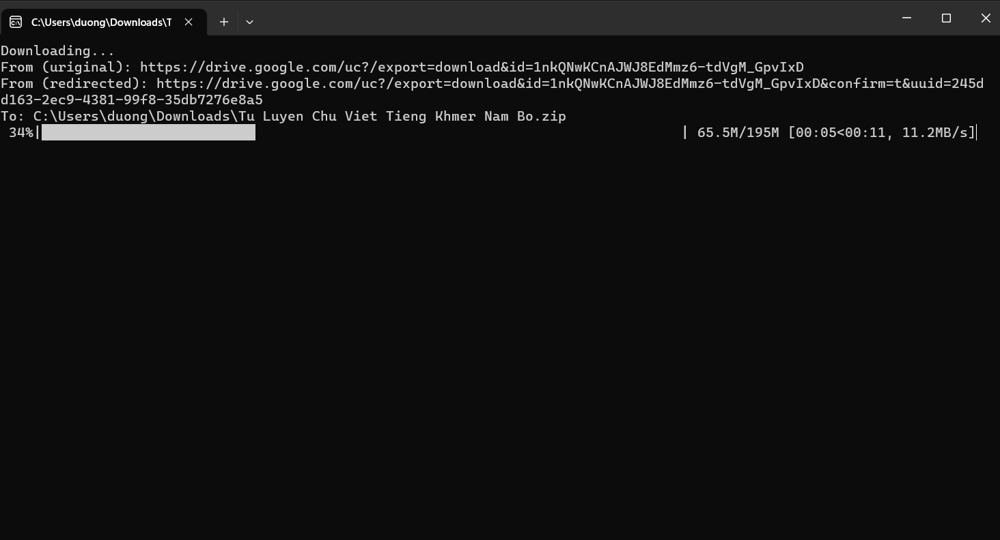 C:\Users\duong\Downloads\T
Downloading...
From (uriginal): https://drive.google.com/uc?/export=download&id=1nkQNwKCnAJWJ8EdMmz6-tdVgM_GpvIxD
From (redirected): https://drive.google.com/uc?/export=download&id=1nkQNwKCnAJWJ8EdMmz6-tdVgM_GpvIxD&confirm=t&uuid=245d
d163-2ec9-4381-99f8-35db7276e8a5
To: C:\Users\duong\Downloads\Tu Luyen Chu Viet Tieng Khmer Nam Bo.zip
34%| | 65.5M/195M [00:05<00:11, 11.2MB/s]